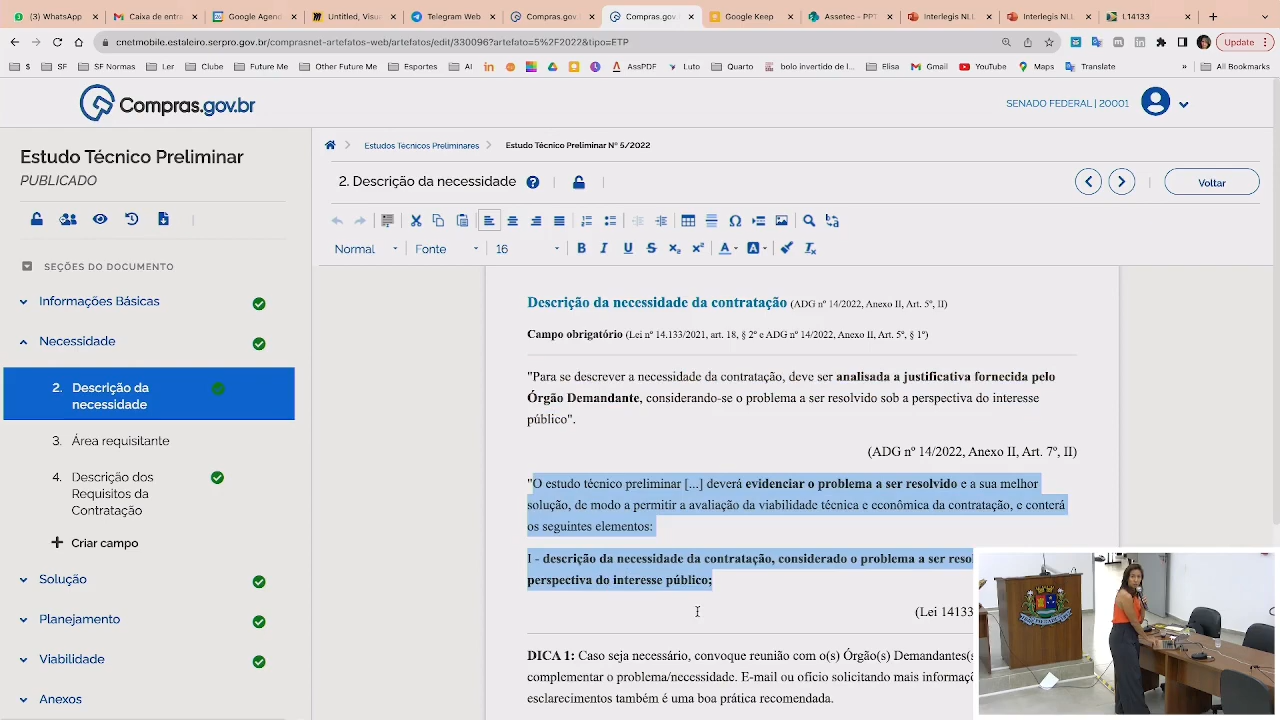 WhatsApp
Caixa de entra
Google Agend
Untitled, Visua
Telegram Web
Compras.gov.b
Compras.gov.b
Google Keep
Assetec - PPT
Interlegis NLL
Interlegis NLL
L14133
cnetmobile.estaleiro.serpro.gov.br/comprasnet-artefatos-web/artefatos/edit/330096?artefato=5%2F2022&tipo=ETP
Update
$
SF
SF Normas
Ler
Clube
Future Me
Other Future Me
Esportes
AI
AssPDF
Luto
Quarto
bolo invertido de l...
Elisa
Gmail
YouTube
Maps
Translate
»
All Bookmarks
Compras.gov.br
SENADO FEDERAL | 20001
Estudo Técnico Preliminar
PUBLICADO
Estudos Técnicos Preliminares
Estudo Técnico Preliminar Nº 5/2022
2. Descrição da necessidade
Voltar
Normal
Fonte
16
SEÇÕES DO DOCUMENTO
Informações Básicas
Necessidade
2. Descrição da
necessidade
3. Área requisitante
4. Descrição dos
Requisitos da
Contratação
+ Criar campo
Solução
Planejamento
Viabilidade
Anexos
Descrição da necessidade da contratação (ADG nº 14/2022, Anexo II, Art. 5º, II)
Campo obrigatório (Lei nº 14.133/2021, art. 18, § 2º e ADG nº 14/2022, Anexo II, Art. 5º, § 1º)
"Para se descrever a necessidade da contratação, deve ser analisada a justificativa fornecida pelo
Órgão Demandante, considerando-se o problema a ser resolvido sob a perspectiva do interesse
público".
(ADG nº 14/2022, Anexo II, Art. 7º, II)
"O estudo técnico preliminar [...] deverá evidenciar o problema a ser resolvido e a sua melhor
solução, de modo a permitir a avaliação da viabilidade técnica e econômica da contratação, e conterá
os seguintes elementos:
I - descrição da necessidade da contratação, considerado o problema a ser resol
perspectiva do interesse público;
(Lei 14133
DICA 1: Caso seja necessário, convoque reunião com o(s) Órgão(s) Demandantes(s
complementar o problema/necessidade. E-mail ou ofício solicitando mais informaçõ
esclarecimentos também é uma boa prática recomendada.